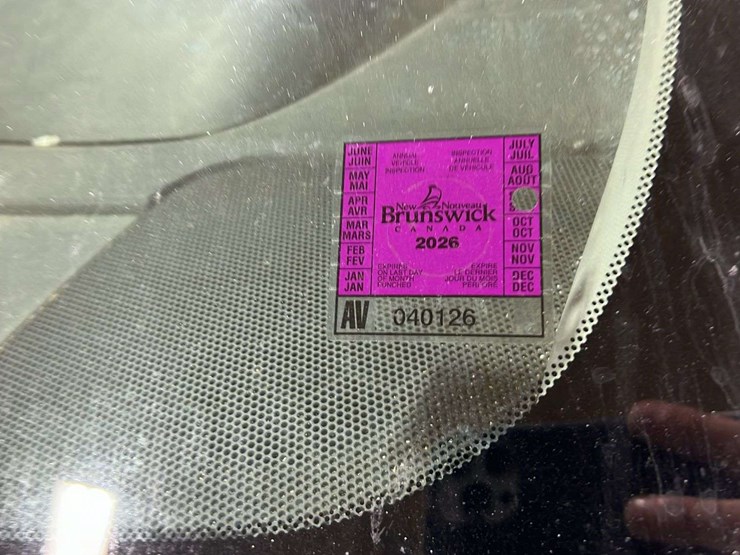 JUNE
JUIN
MAY
MAI
APR
AVR
MAR
MARS
FEB
FEV
JAN
JAN
ANNUAL
VEHICLE
INSPECTION
INSPECTION
ANNUELLE
DE VEHICULE
New Nouveau
Brunswick
CANADA
2026
EXPIRES
ON LAST DAY
OF MONTH
PUNCHED
EXPIRE
LE DERNIER
JOUR DU MOIS
PERFORÉ
JULY
JUIL
AUG
AOÛT
S
OCT
OCT
NOV
NOV
DEC
DEC
AV 040126